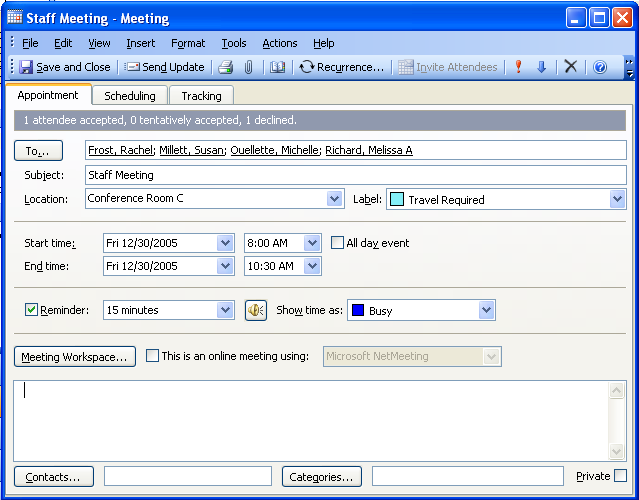 Staff Meeting - Meeting
File Edit View Insert Format Tools Actions Help
Save and Close Send Update Recurrence... Invite Attendees
Appointment Scheduling Tracking
1 attendee accepted, 0 tentatively accepted, 1 declined.
To... Frost, Rachel; Millett, Susan; Ouellette, Michelle; Richard, Melissa A
Subject: Staff Meeting
Location: Conference Room C Label: Travel Required
Start time: Fri 12/30/2005 8:00 AM All day event
End time: Fri 12/30/2005 10:30 AM
Reminder: 15 minutes Show time as: Busy
Meeting Workspace... This is an online meeting using: Microsoft NetMeeting
Contacts... Categories... Private